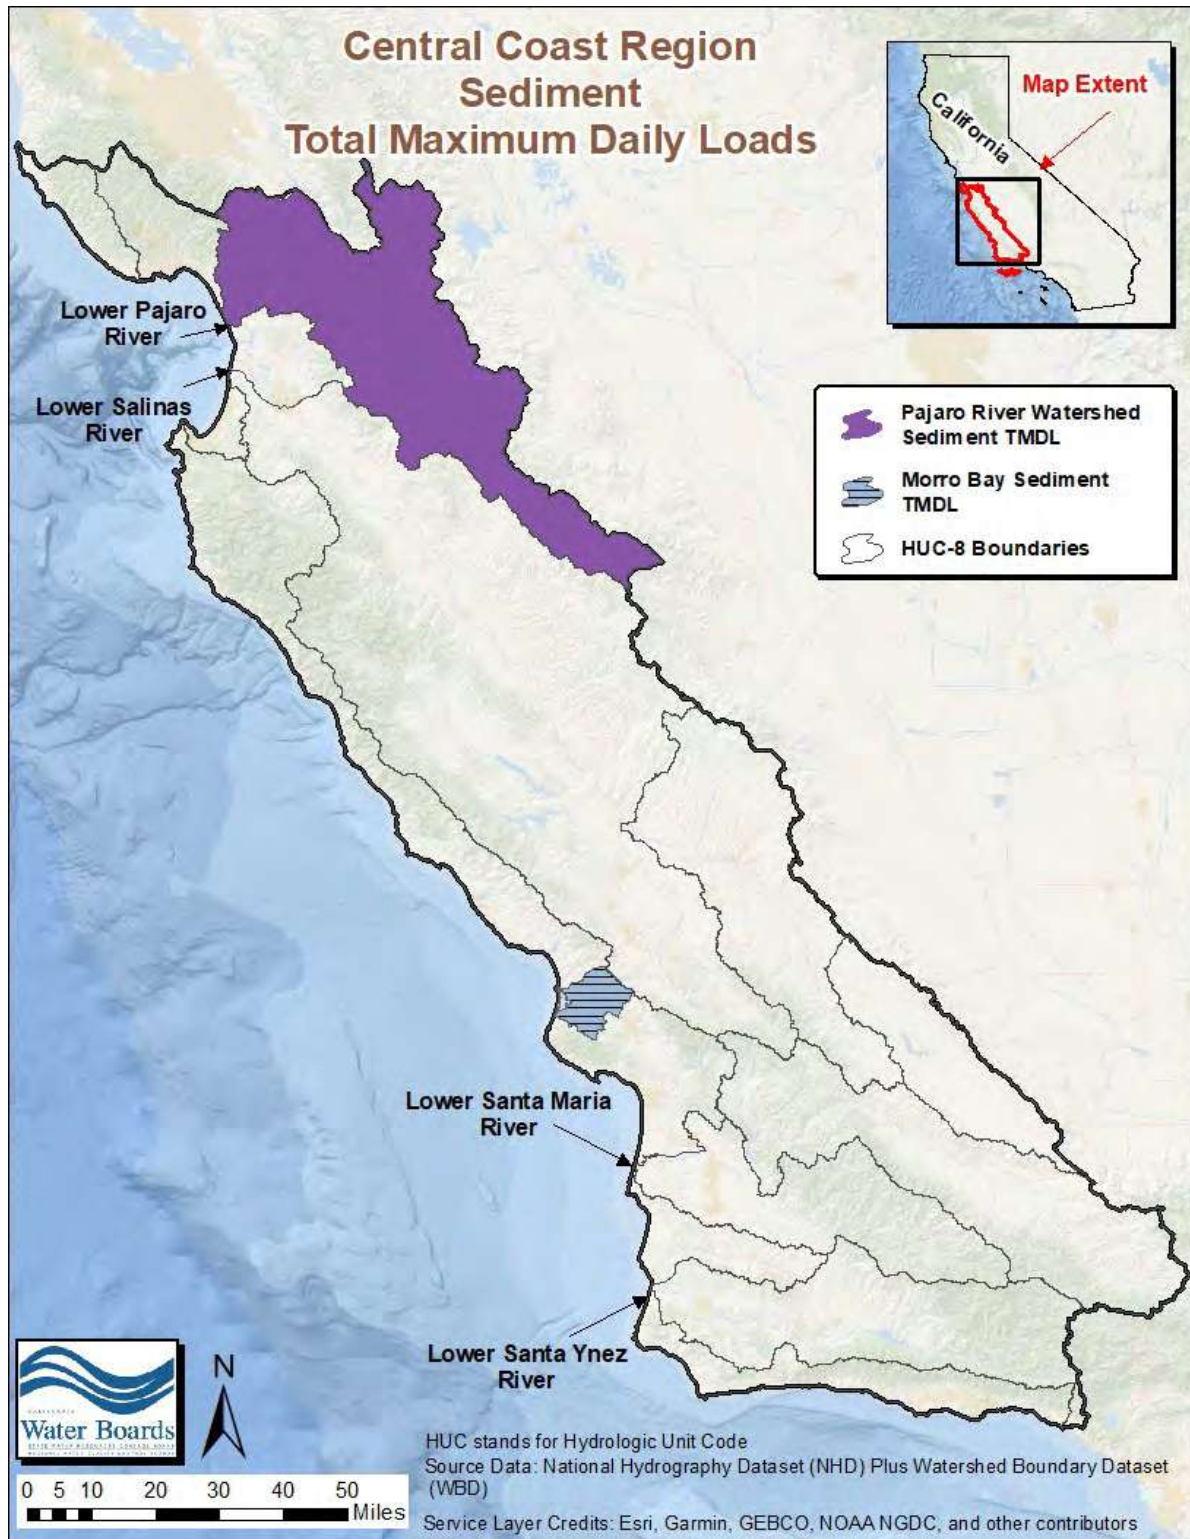 Central Coast Region
Sediment
Total Maximum Daily Loads
Map Extent
California
Lower Pajaro
River
Lower Salinas
River
Pajaro River Watershed
Sediment TMDL
Morro Bay Sediment
TMDL
HUC-8 Boundaries
Lower Santa Maria
River
Lower Santa Ynez
River
CALIFORNIA
Water Boards
N
0 5 10 20 30 40 50
Miles
HUC stands for Hydrologic Unit Code
Source Data: National Hydrography Dataset (NHD) Plus Watershed Boundary Dataset
(WBD)
Service Layer Credits: Esri, Garmin, GEBCO, NOAA NGDC, and other contributors